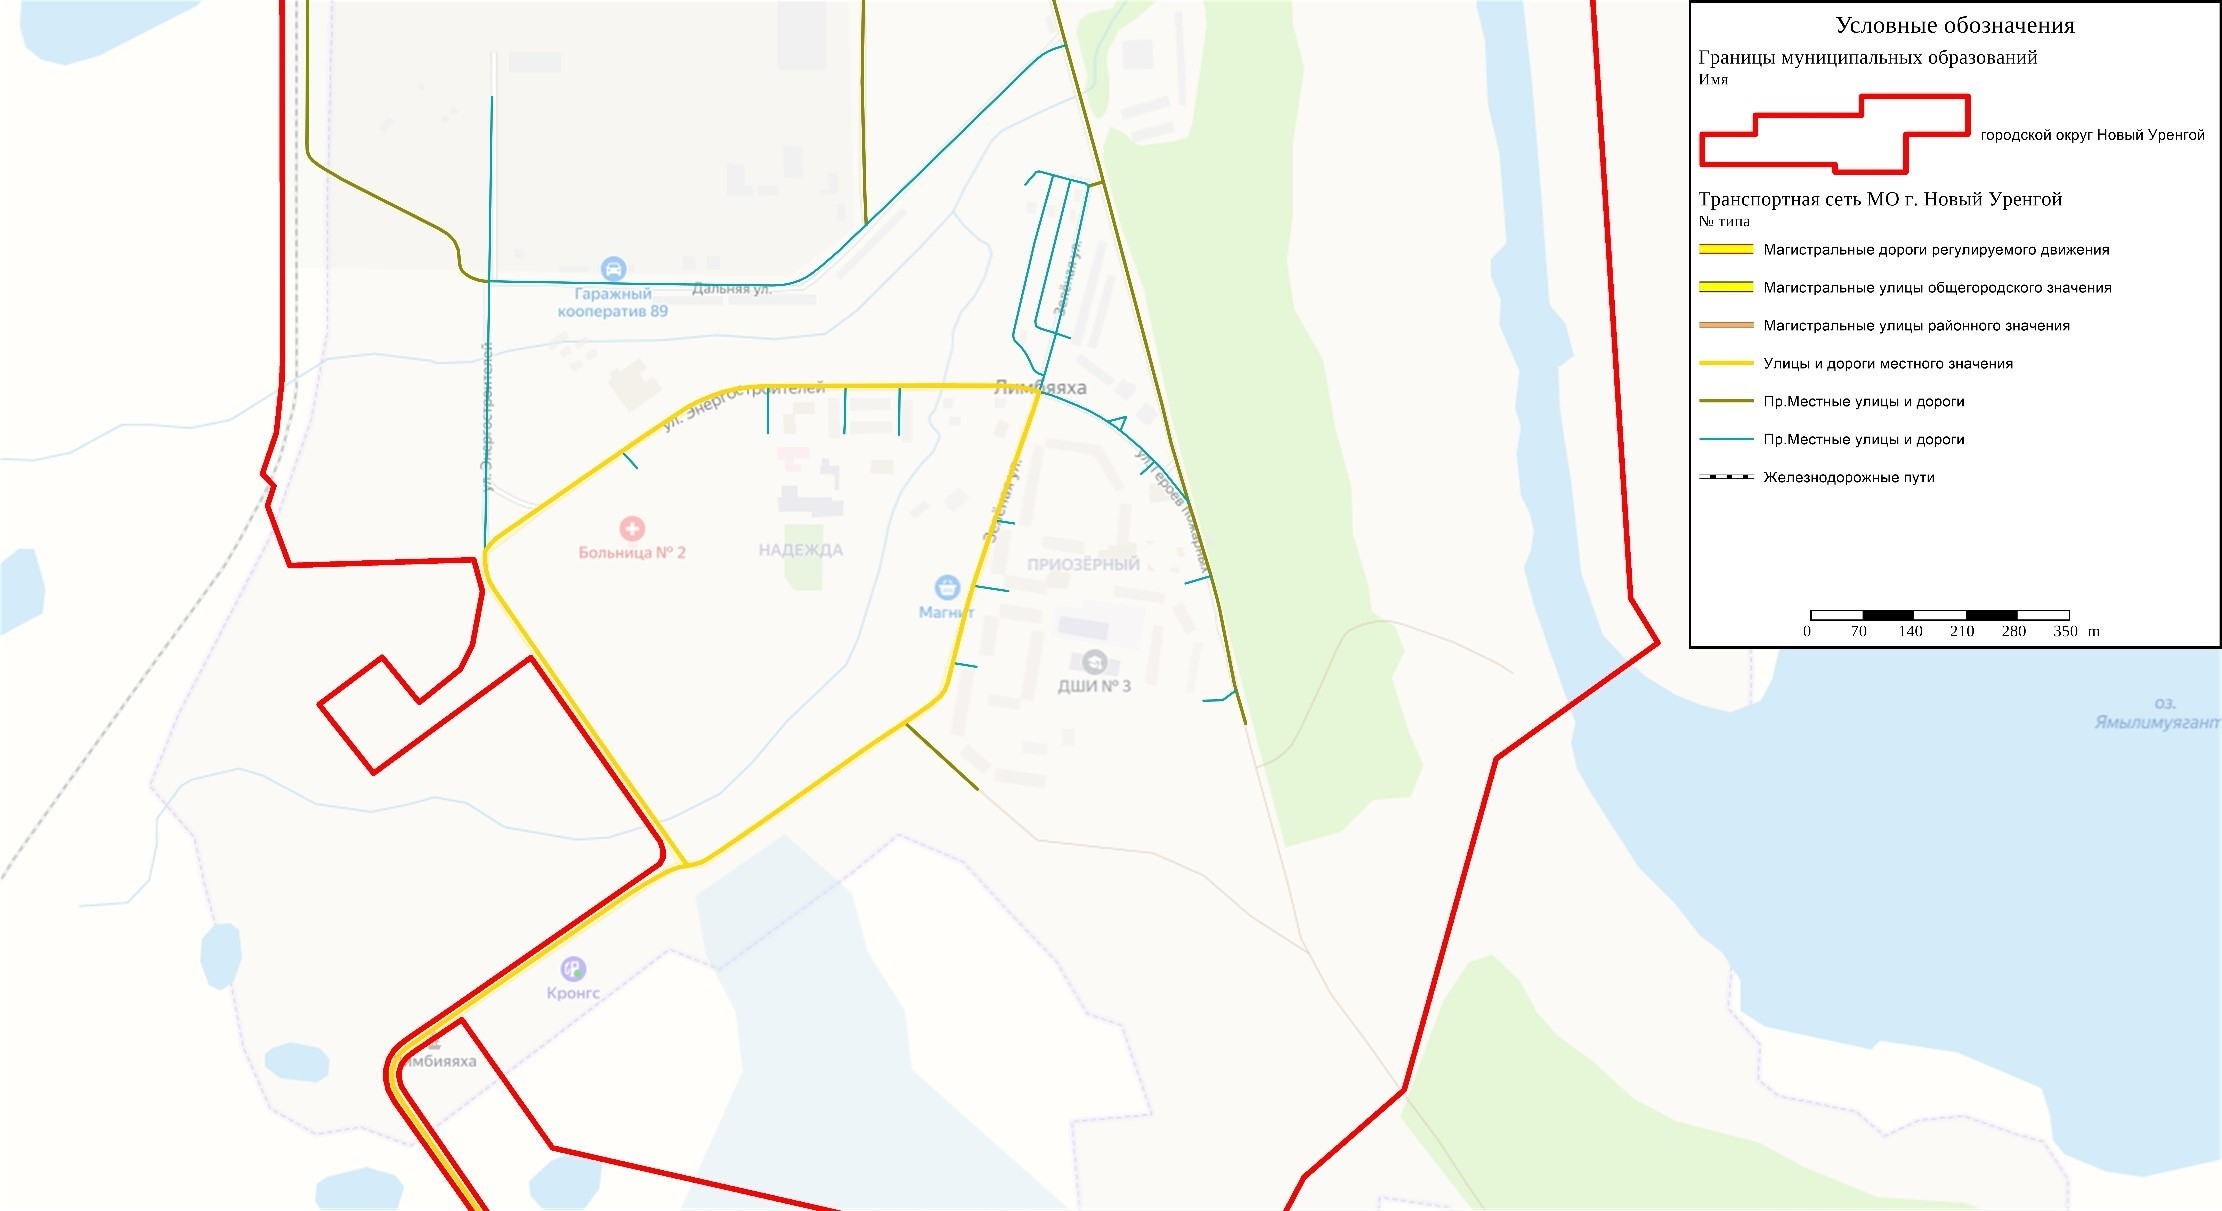 Условные обозначения
Границы муниципальных образований
Имя
городской округ Новый Уренгой
Транспортная сеть МО г. Новый Уренгой
№ типа
Магистральные дороги регулируемого движения
Магистральные улицы общегородского значения
Магистральные улицы районного значения
Улицы и дороги местного значения
Пр.Местные улицы и дороги
Пр.Местные улицы и дороги
Железнодорожные пути
0 70 140 210 280 350 m
Гаражный
кооператив 89
Дальняя ул.
Зелёная ул.
ул. Энергостроителей
ул. Энергостроителей
Лимбяяха
ул. Героев пожарных
Зелёная ул.
Больница № 2
НАДЕЖДА
ПРИОЗЁРНЫЙ
Магнит
ДШИ № 3
оз.
Ямылимуягант
Кронгс
имбияяха